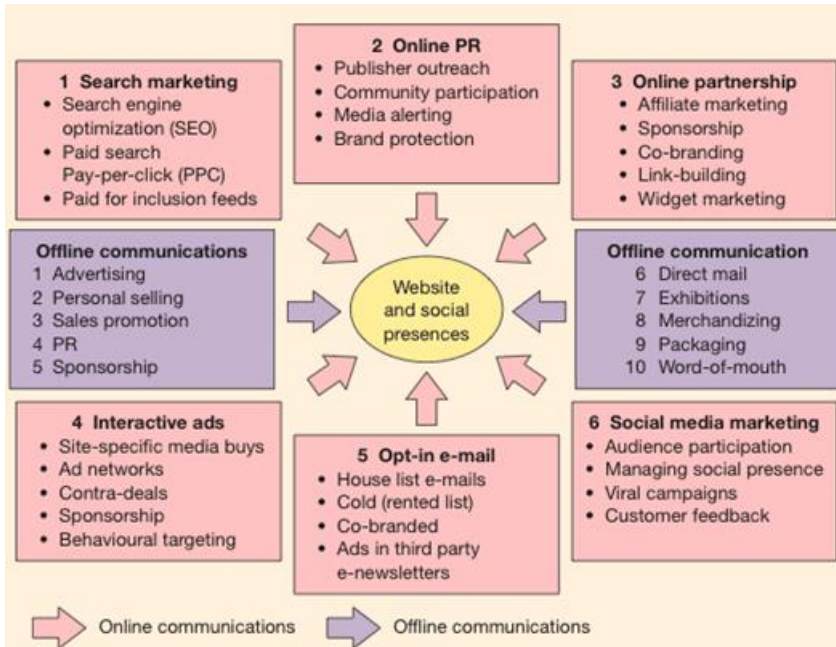 1 Search marketing
• Search engine
optimization (SEO)
• Paid search
Pay-per-click (PPC)
• Paid for inclusion feeds
2 Online PR
• Publisher outreach
• Community participation
• Media alerting
• Brand protection
3 Online partnership
• Affiliate marketing
• Sponsorship
• Co-branding
• Link-building
• Widget marketing
Offline communications
1 Advertising
2 Personal selling
3 Sales promotion
4 PR
5 Sponsorship
Website
and social
presences
Offline communication
6 Direct mail
7 Exhibitions
8 Merchandizing
9 Packaging
10 Word-of-mouth
4 Interactive ads
• Site-specific media buys
• Ad networks
• Contra-deals
• Sponsorship
• Behavioural targeting
5 Opt-in e-mail
• House list e-mails
• Cold (rented list)
• Co-branded
• Ads in third party
e-newsletters
6 Social media marketing
• Audience participation
• Managing social presence
• Viral campaigns
• Customer feedback
Online communications
Offline communications